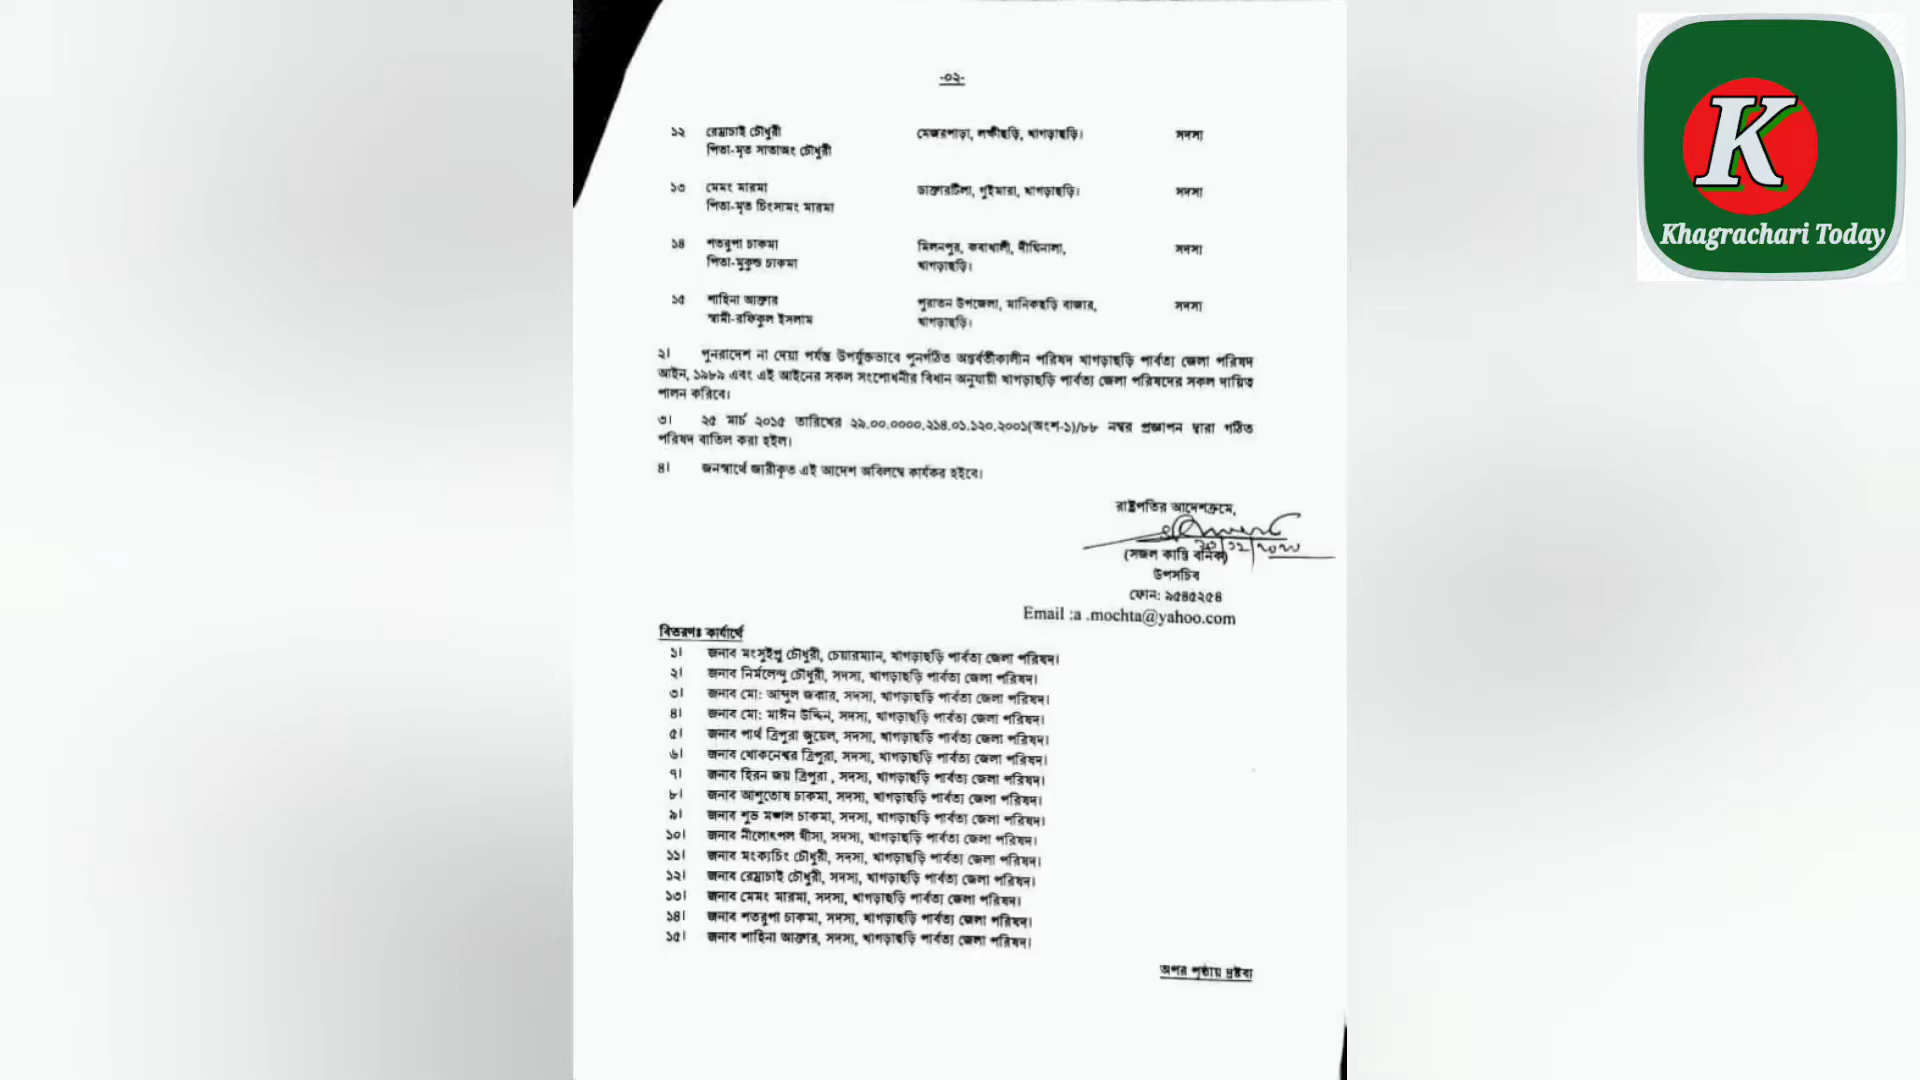 -০২-
১২ রেম্রাচাই চৌধুরী মেজরপাড়া, লক্ষীছড়ি, খাগড়াছড়ি। সদস্য
পিতা-মৃত সাতাঅং চৌধুরী
১৩ মেমং মারমা ডাক্তারটিলা, গুইমারা, খাগড়াছড়ি। সদস্য
পিতা-মৃত চিংসামং মারমা
১৪ শতরুপা চাকমা মিলনপুর, কবাখালী, দীঘিনালা, সদস্য
পিতা-মুকুন্ড চাকমা খাগড়াছড়ি।
১৫ শাহিনা আক্তার পুরাতন উপজেলা, মানিকছড়ি বাজার, সদস্য
স্বামী-রফিকুল ইসলাম খাগড়াছড়ি।
২। পুনরাদেশ না দেয়া পর্যন্ত উপর্যুক্তভাবে পুনর্গঠিত অন্তর্বর্তীকালীন পরিষদ খাগড়াছড়ি পার্বত্য জেলা পরিষদ
আইন, ১৯৮৯ এবং এই আইনের সকল সংশোধনীর বিধান অনুযায়ী খাগড়াছড়ি পার্বত্য জেলা পরিষদের সকল দায়িত্ব
পালন করিবে।
৩। ২৫ মার্চ ২০১৫ তারিখের ২৯.০০.০০০০.২১৪.০১.১২০.২০০১(অংশ-১)/৮৮ নম্বর প্রজ্ঞাপন দ্বারা গঠিত
পরিষদ বাতিল করা হইল।
৪। জনস্বার্থে জারীকৃত এই আদেশ অবিলম্বে কার্যকর হইবে।
রাষ্ট্রপতির আদেশক্রমে,
(সজল কান্তি বনিক)
উপসচিব
ফোন: ৯৫৪৫২৫৪
Email :a .mochta@yahoo.com
বিতরণঃ কার্যার্থে
১। জনাব মংসুইপ্রু চৌধুরী, চেয়ারম্যান, খাগড়াছড়ি পার্বত্য জেলা পরিষদ।
২। জনাব নির্মলেন্দু চৌধুরী, সদস্য, খাগড়াছড়ি পার্বত্য জেলা পরিষদ।
৩। জনাব মো: আব্দুল জব্বার, সদস্য, খাগড়াছড়ি পার্বত্য জেলা পরিষদ।
৪। জনাব মো: মাঈন উদ্দিন, সদস্য, খাগড়াছড়ি পার্বত্য জেলা পরিষদ।
৫। জনাব পার্থ ত্রিপুরা জুয়েল, সদস্য, খাগড়াছড়ি পার্বত্য জেলা পরিষদ।
৬। জনাব খোকনেশ্বর ত্রিপুরা, সদস্য, খাগড়াছড়ি পার্বত্য জেলা পরিষদ।
৭। জনাব হিরন জয় ত্রিপুরা , সদস্য, খাগড়াছড়ি পার্বত্য জেলা পরিষদ।
৮। জনাব আশুতোষ চাকমা, সদস্য, খাগড়াছড়ি পার্বত্য জেলা পরিষদ।
৯। জনাব শুভ মঙ্গল চাকমা, সদস্য, খাগড়াছড়ি পার্বত্য জেলা পরিষদ।
১০। জনাব নীলোৎপল খীসা, সদস্য, খাগড়াছড়ি পার্বত্য জেলা পরিষদ।
১১। জনাব মংক্যচিং চৌধুরী, সদস্য, খাগড়াছড়ি পার্বত্য জেলা পরিষদ।
১২। জনাব রেম্রাচাই চৌধুরী, সদস্য, খাগড়াছড়ি পার্বত্য জেলা পরিষদ।
১৩। জনাব মেমং মারমা, সদস্য, খাগড়াছড়ি পার্বত্য জেলা পরিষদ।
১৪। জনাব শতরুপা চাকমা, সদস্য, খাগড়াছড়ি পার্বত্য জেলা পরিষদ।
১৫। জনাব শাহিনা আক্তার, সদস্য, খাগড়াছড়ি পার্বত্য জেলা পরিষদ।
অপর পৃষ্ঠায় দ্রষ্টব্য
K
Khagrachari Today